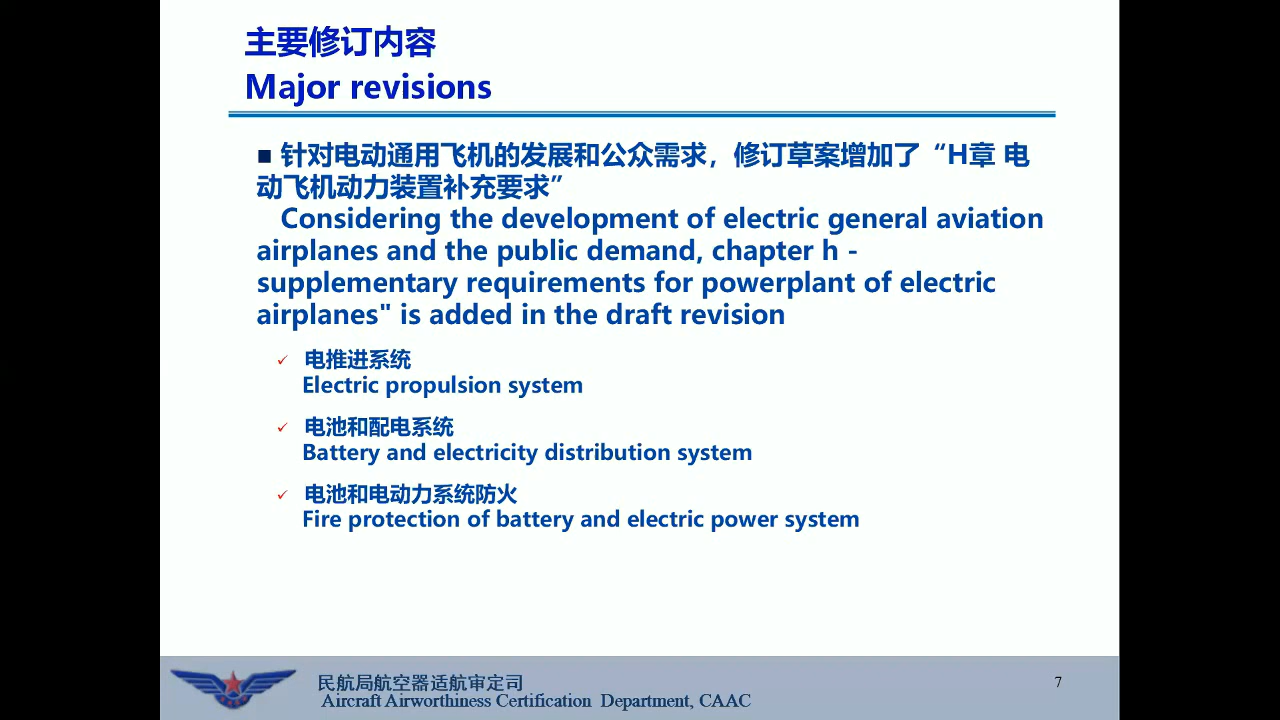 主要修订内容
Major revisions
■ 针对电动通用飞机的发展和公众需求，修订草案增加了“H章 电
动飞机动力装置补充要求”
Considering the development of electric general aviation
airplanes and the public demand, chapter h -
supplementary requirements for powerplant of electric
airplanes" is added in the draft revision
✓ 电推进系统
Electric propulsion system
✓ 电池和配电系统
Battery and electricity distribution system
✓ 电池和电动力系统防火
Fire protection of battery and electric power system
民航局航空器适航审定司
Aircraft Airworthiness Certification Department, CAAC
7